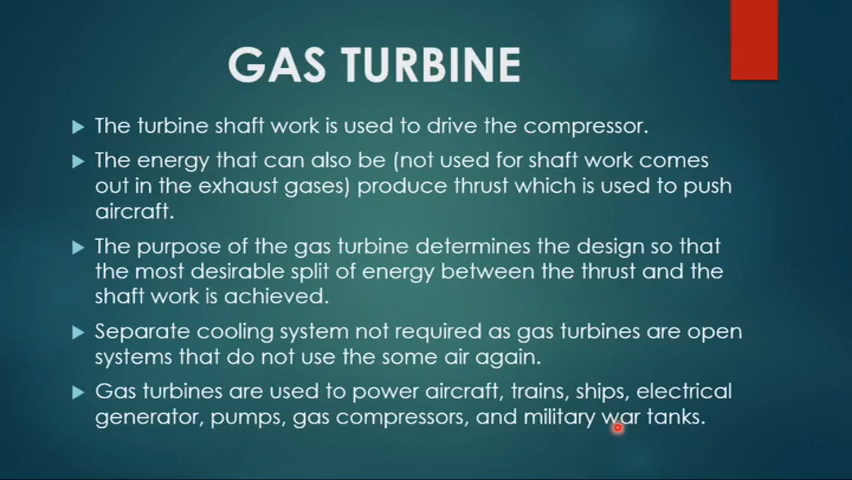 GAS TURBINE
The turbine shaft work is used to drive the compressor.
The energy that can also be (not used for shaft work comes
out in the exhaust gases) produce thrust which is used to push
aircraft.
The purpose of the gas turbine determines the design so that
the most desirable split of energy between the thrust and the
shaft work is achieved.
Separate cooling system not required as gas turbines are open
systems that do not use the some air again.
Gas turbines are used to power aircraft, trains, ships, electrical
generator, pumps, gas compressors, and military war tanks.